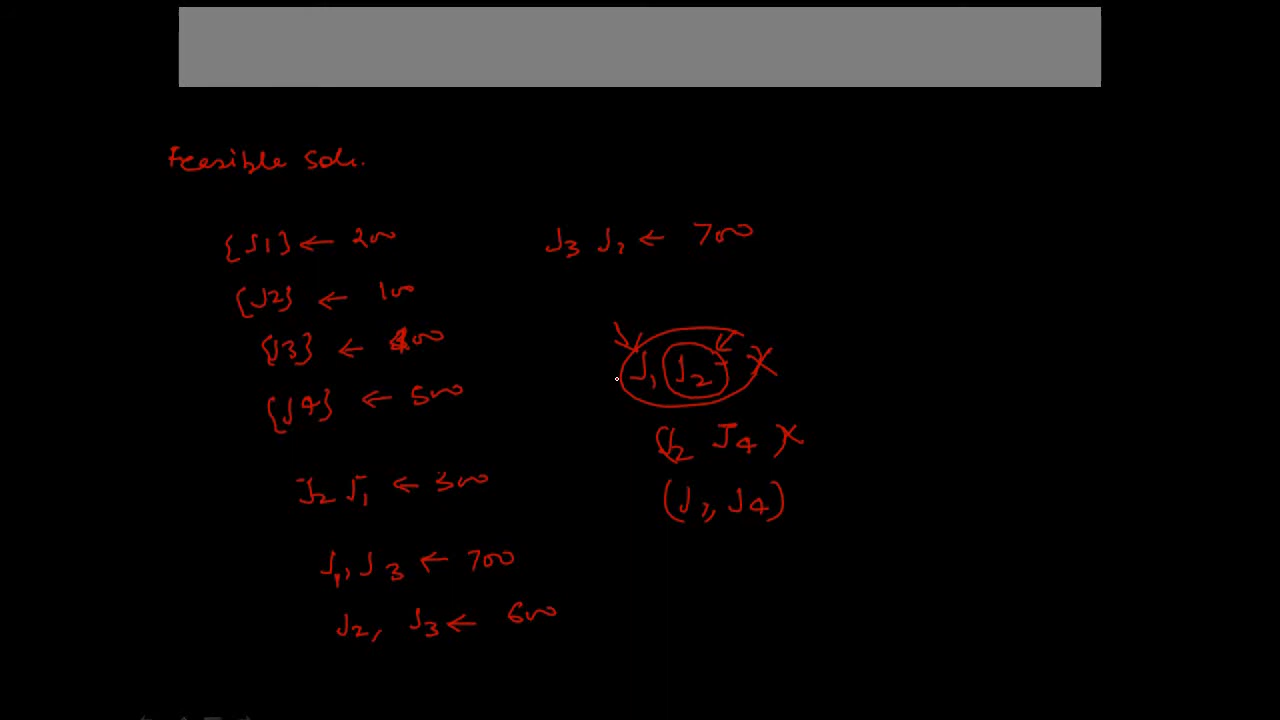 Feasible Soln.
{J1} ← 200
{J2} ← 100
{J3} ← 400
{J4} ← 500
J2 J1 ← 300
J1, J3 ← 700
J2, J3 ← 600
J3 J1 ← 700
J1 J2 X
J2 J4 X
(J1, J4)